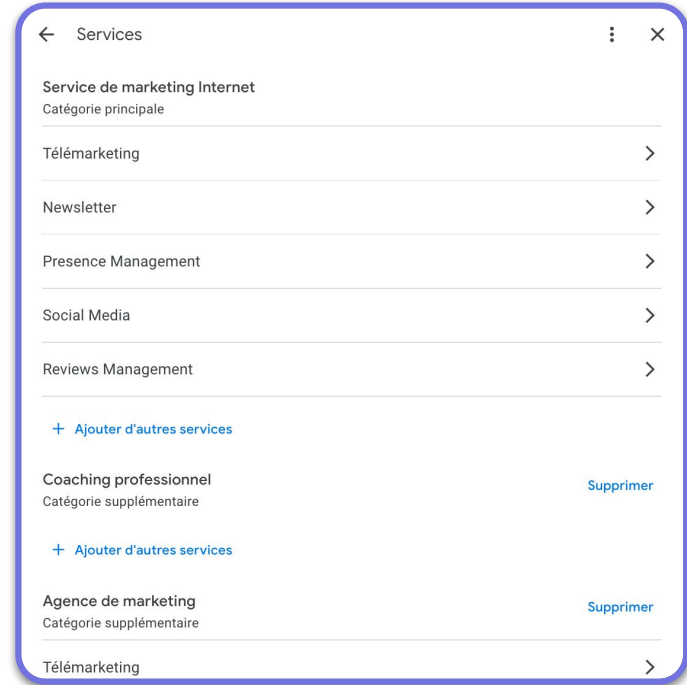 Services
Service de marketing Internet
Catégorie principale
Télémarketing
Newsletter
Presence Management
Social Media
Reviews Management
+ Ajouter d'autres services
Coaching professionnel
Supprimer
Catégorie supplémentaire
+ Ajouter d'autres services
Agence de marketing
Supprimer
Catégorie supplémentaire
Télémarketing